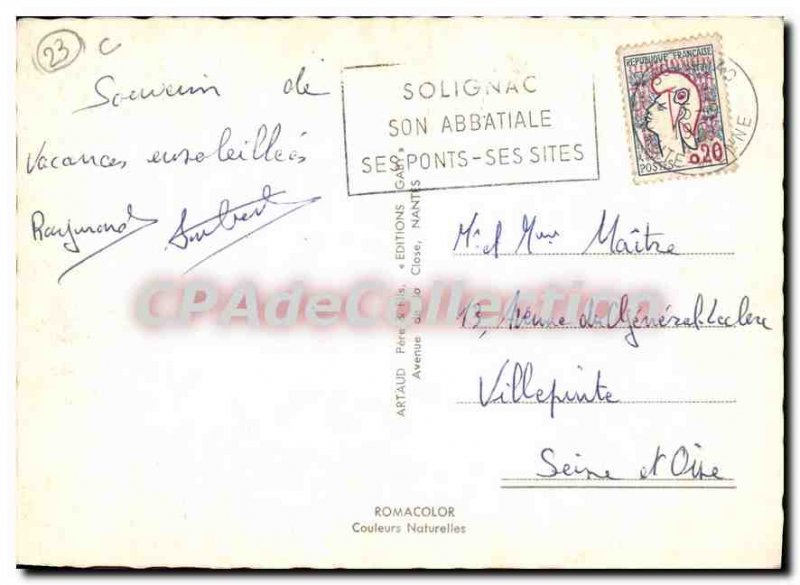 23 C
Souvenir de
Vacances ensoleillées
Raymond
SOLIGNAC
SON ABBATIALE
SES PONTS - SES SITES
REPUBLIQUE FRANCAISE
0,20
POSTES
ARTAUD Père & Fils, « EDITIONS GABY »
Avenue de la Close, NANTES
CPAdeCollection
M. et Mme Maître
13, Avenue du Général Leclerc
Villepinte
Seine et Oise
ROMACOLOR
Couleurs Naturelles